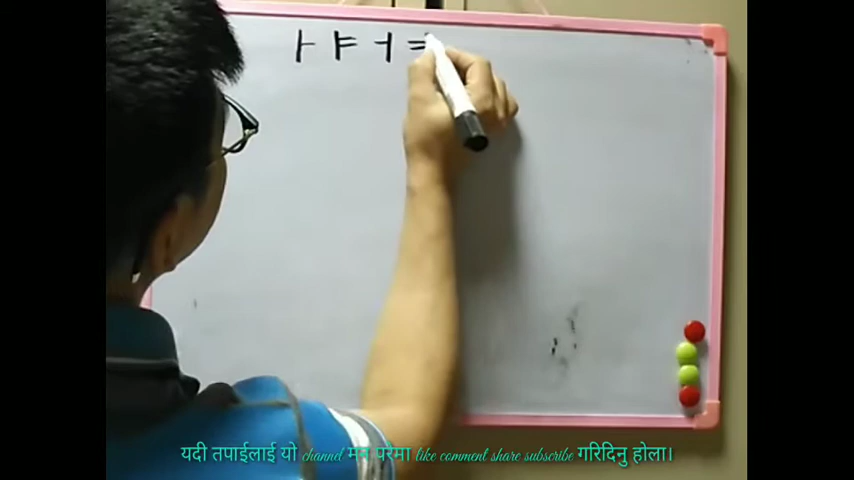 ㅏ ㅑ ㅓ
यदी तपाईलाई यो channel मन परेमा like comment share subscribe गरिदिनु होला।